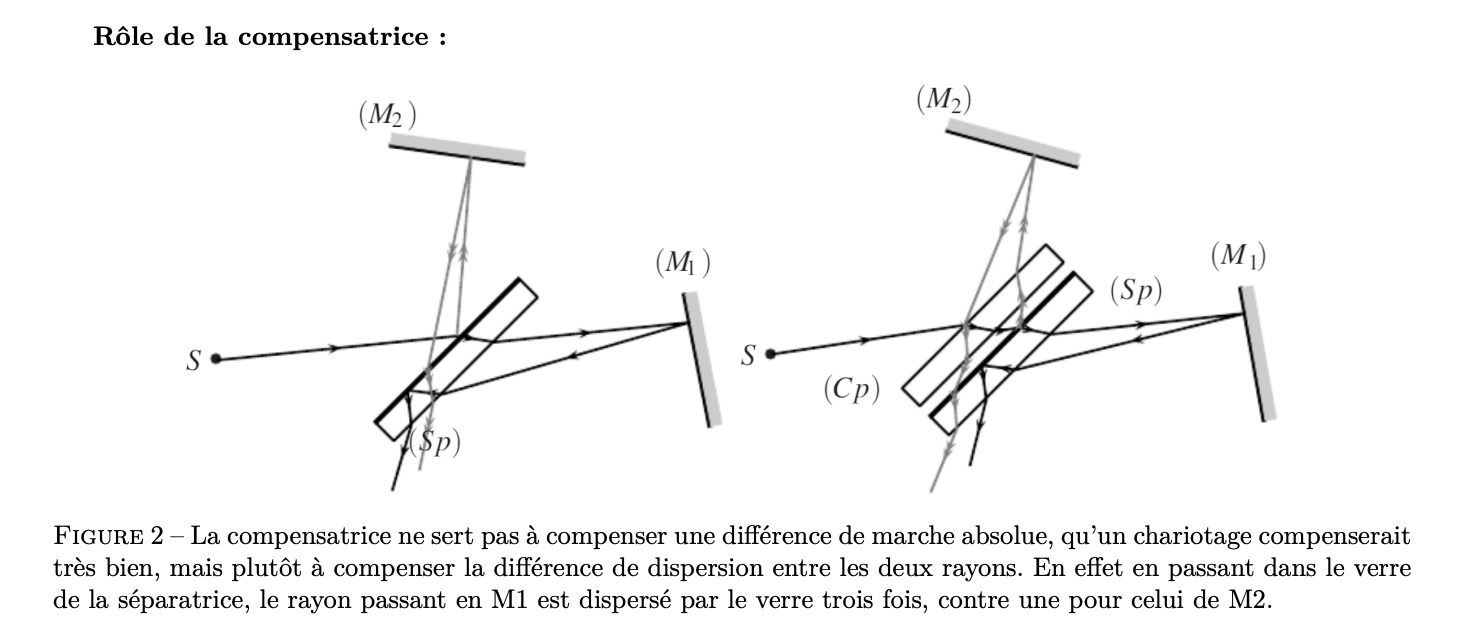 Rôle de la compensatrice :
(M2)
(M1)
S
(Sp)
(M2)
(M1)
(Sp)
S
(Cp)
FIGURE 2 – La compensatrice ne sert pas à compenser une différence de marche absolue, qu'un chariotage compenserait
très bien, mais plutôt à compenser la différence de dispersion entre les deux rayons. En effet en passant dans le verre
de la séparatrice, le rayon passant en M1 est dispersé par le verre trois fois, contre une pour celui de M2.